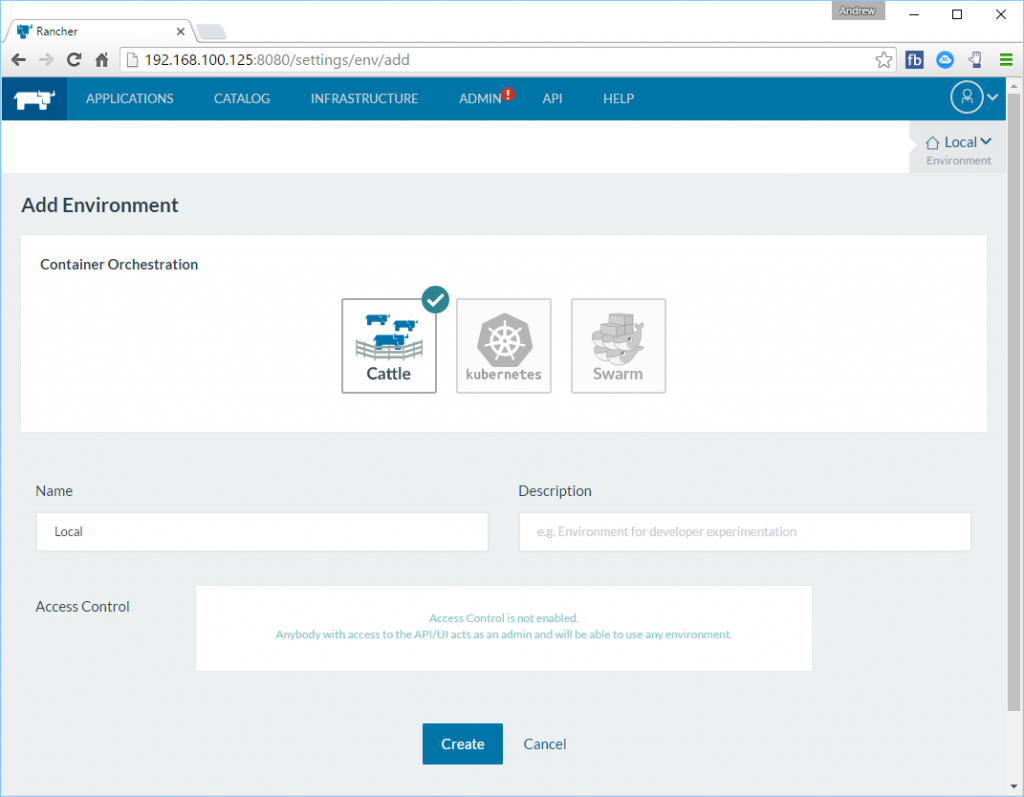 Andrew
Rancher
192.168.100.125:8080/settings/env/add
fb
APPLICATIONS CATALOG INFRASTRUCTURE ADMIN ! API HELP
Local
Environment
Add Environment
Container Orchestration
Cattle kubernetes Swarm
Name Description
Local e.g. Environment for developer experimentation
Access Control
Access Control is not enabled.
Anybody with access to the API/UI acts as an admin and will be able to use any environment.
Create Cancel